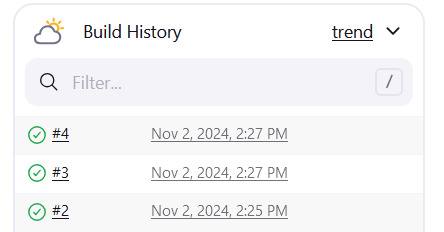 Build History trend
Filter... /
#4 Nov 2, 2024, 2:27 PM
#3 Nov 2, 2024, 2:27 PM
#2 Nov 2, 2024, 2:25 PM